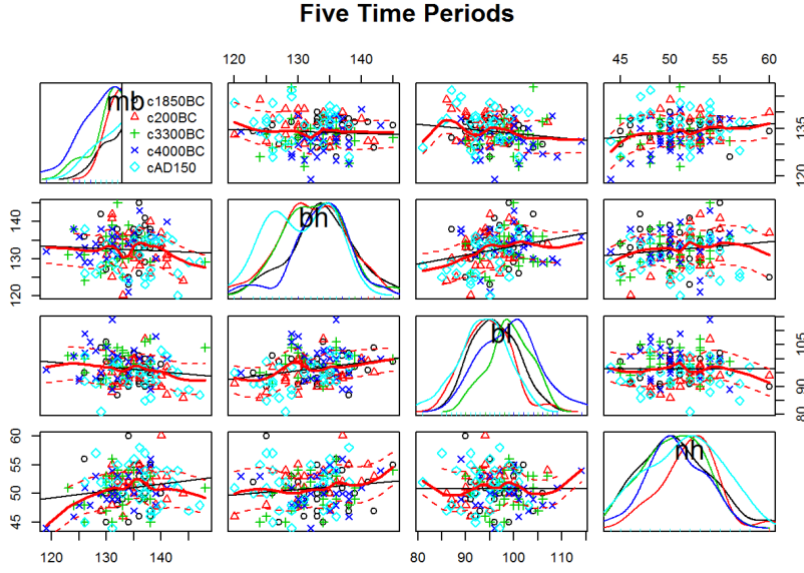 Five Time Periods
120 130 140
45 50 55 60
mb
c1850BC
c200BC
c3300BC
c4000BC
cAD150
120 135
120 130 140
bh
bl
80 90 105
45 50 55 60
nh
120 130 140
80 90 100 110